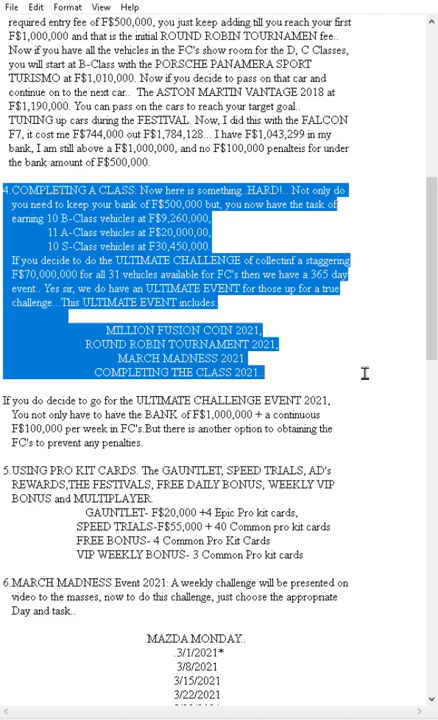 File Edit Format View Help
required entry fee of F$500,000, you just keep adding till you reach your first
F$1,000,000 and that is the initial ROUND ROBIN TOURNAMEN fee..
Now if you have all the vehicles in the FC's show room for the D, C Classes,
you will start at B-Class with the PORSCHE PANAMERA SPORT
TURISMO at F$1,010,000. Now if you decide to pass on that car and
continue on to the next car.. The ASTON MARTIN VANTAGE 2018 at
F$1,190,000. You can pass on the cars to reach your target goal..
TUNING up cars during the FESTIVAL. Now, I did this with the FALCON
F7, it cost me F$744,000 out F$1,784,128... I have F$1,043,299 in my
bank, I am still above a F$1,000,000, and no F$100,000 penalteis for under
the bank amount of F$500,000.
4.COMPLETING A CLASS: Now here is something..HARD!.. Not only do
you need to keep your bank of F$500,000 but, you now have the task of
earning 10 B-Class vehicles at F$9,260,000,
11 A-Class at F$20,000,00,
10 S-Class at F30,450,000.
If you decide to do the ULTIMATE CHALLENGE of collectinf a staggering
F$70,000,000 for all 31 vehicles available for FC's then we have a 365 day
event.. Yes sir, we do have an ULTIMATE EVENT for those up for a true
challenge...This ULTIMATE EVENT includes:
MILLION FUSION COIN 2021,
ROUND ROBIN TOURNAMENT 2021,
MARCH MADNESS 2021
COMPLETING THE CLASS 2021..
If you do decide to go for the ULTIMATE CHALLENGE EVENT 2021,
You not only have to have the BANK of F$1,000,000 + a continuous
F$100,000 per week in FC's.But there is another option to obtaining the
FC's to prevent any penalties.
5.USING PRO KIT CARDS. The GAUNTLET, SPEED TRIALS, AD's
REWARDS,THE FESTIVALS, FREE DAILY BONUS, WEEKLY VIP
BONUS and MULTIPLAYER.
GAUNTLET- F$20,000 +4 Epic Pro kit cards,
SPEED TRIALS-F$55,000 + 40 Common pro kit cards
FREE BONUS- 4 Common Pro Kit Cards
VIP WEEKLY BONUS- 3 Common Pro kit cards
6.MARCH MADNESS Event 2021: A weekly challenge will be presented on
video to the masses, now to do this challenge, just choose the appropriate
Day and task..
MAZDA MONDAY..
.3/1/2021*
3/8/2021
3/15/2021
3/22/2021